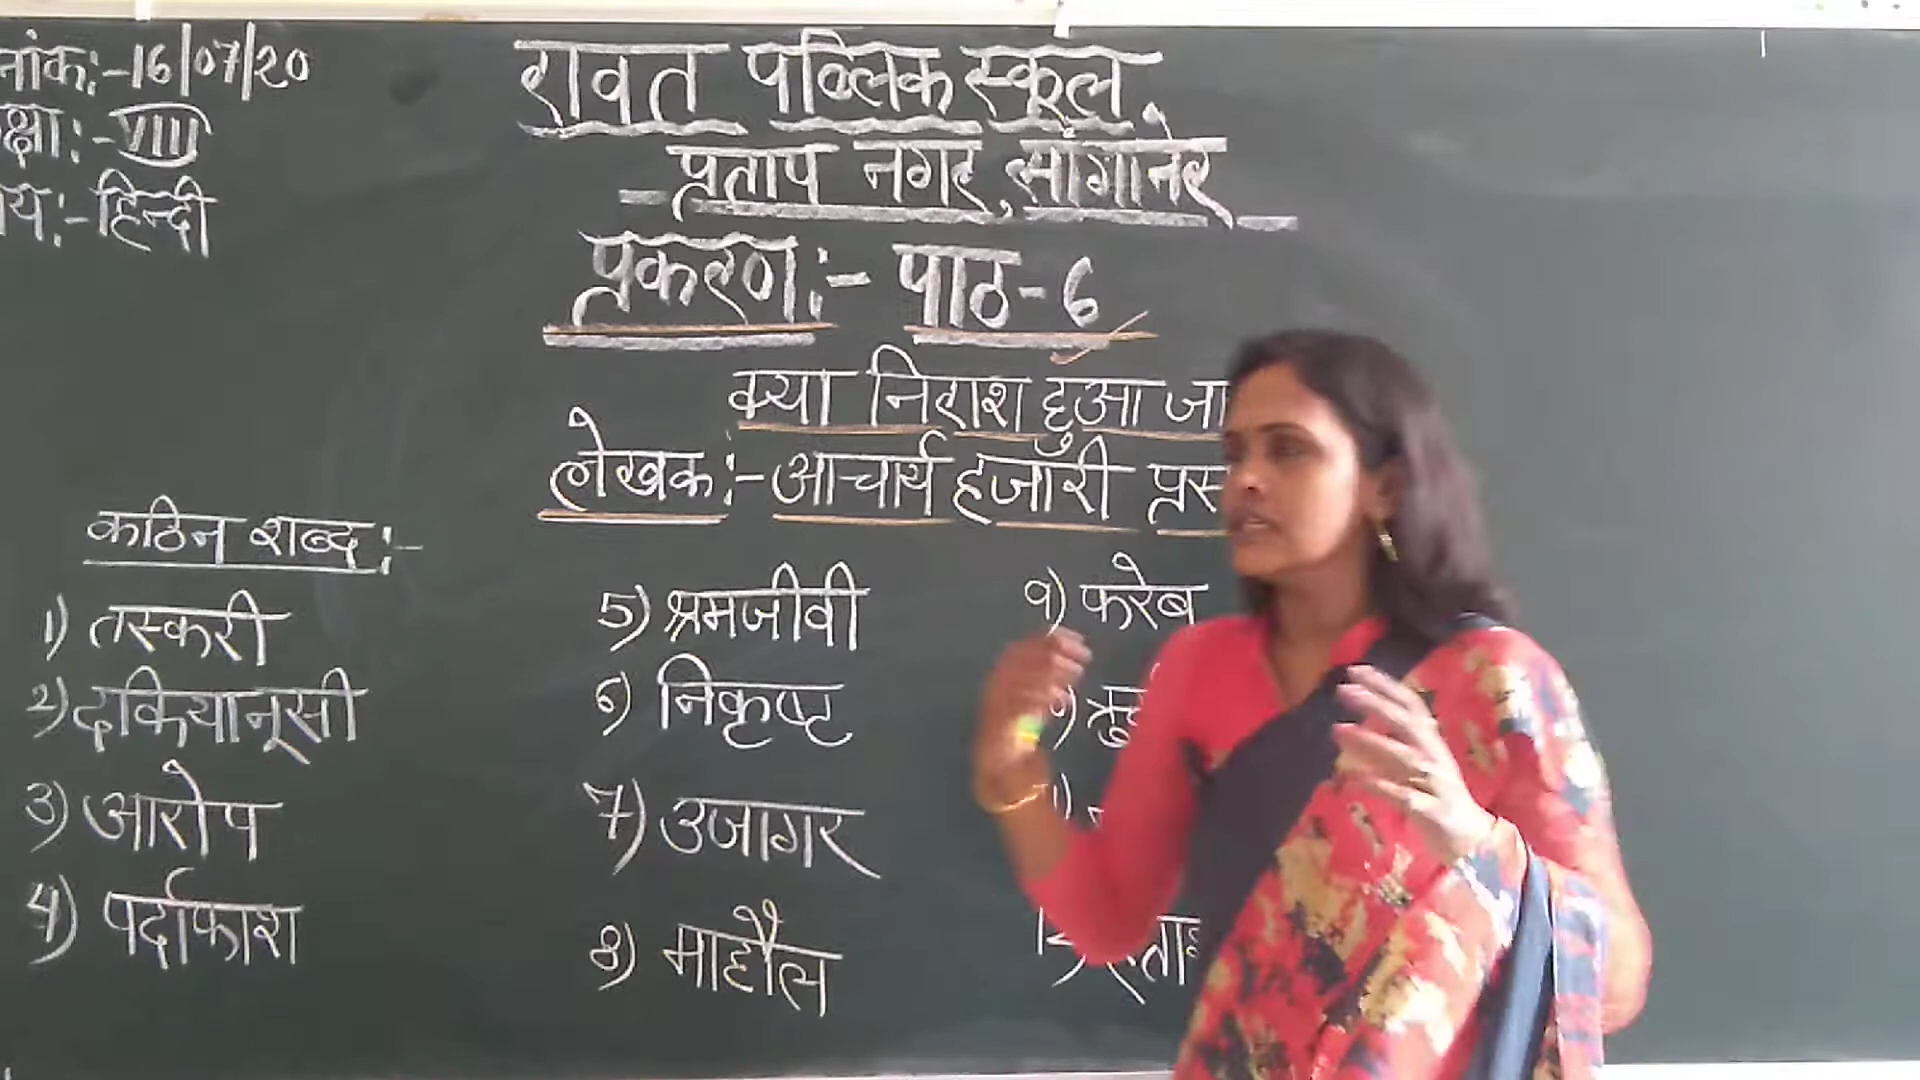 नांक:-16/07/20
क्षा:-VIII
य:-हिन्दी
रावत पब्लिक स्कूल
प्रताप नगर, सांगानेर
प्रकरण:- पाठ-6
क्या निराश हुआ जा
लेखक:-आचार्य हजारी प्रस
कठिन शब्द:-
1) तस्करी
2) दकियानूसी
3) आरोप
4) पर्दाफाश
5) श्रमजीवी
6) निकृष्ट
7) उजागर
8) माहौल
9) फरेब